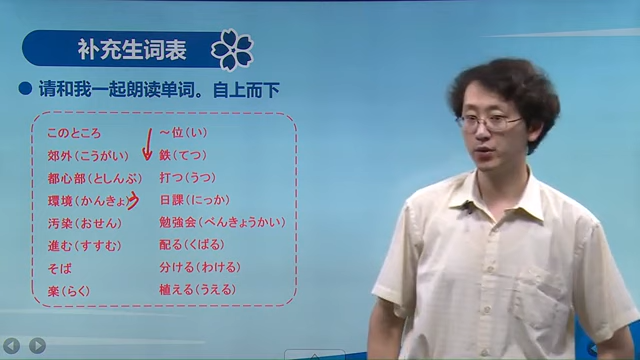 补充生词表
请和我一起朗读单词。自上而下
このところ
郊外(こうがい)
都心部(としんぶ)
環境(かんきょう
汚染(おせん)
進む(すすむ)
そば
楽(らく)
～位(い)
鉄(てつ)
打つ(うつ)
日課(にっか)
勉強会(べんきょうかい)
配る(くばる)
分ける(わける)
植える(うえる)